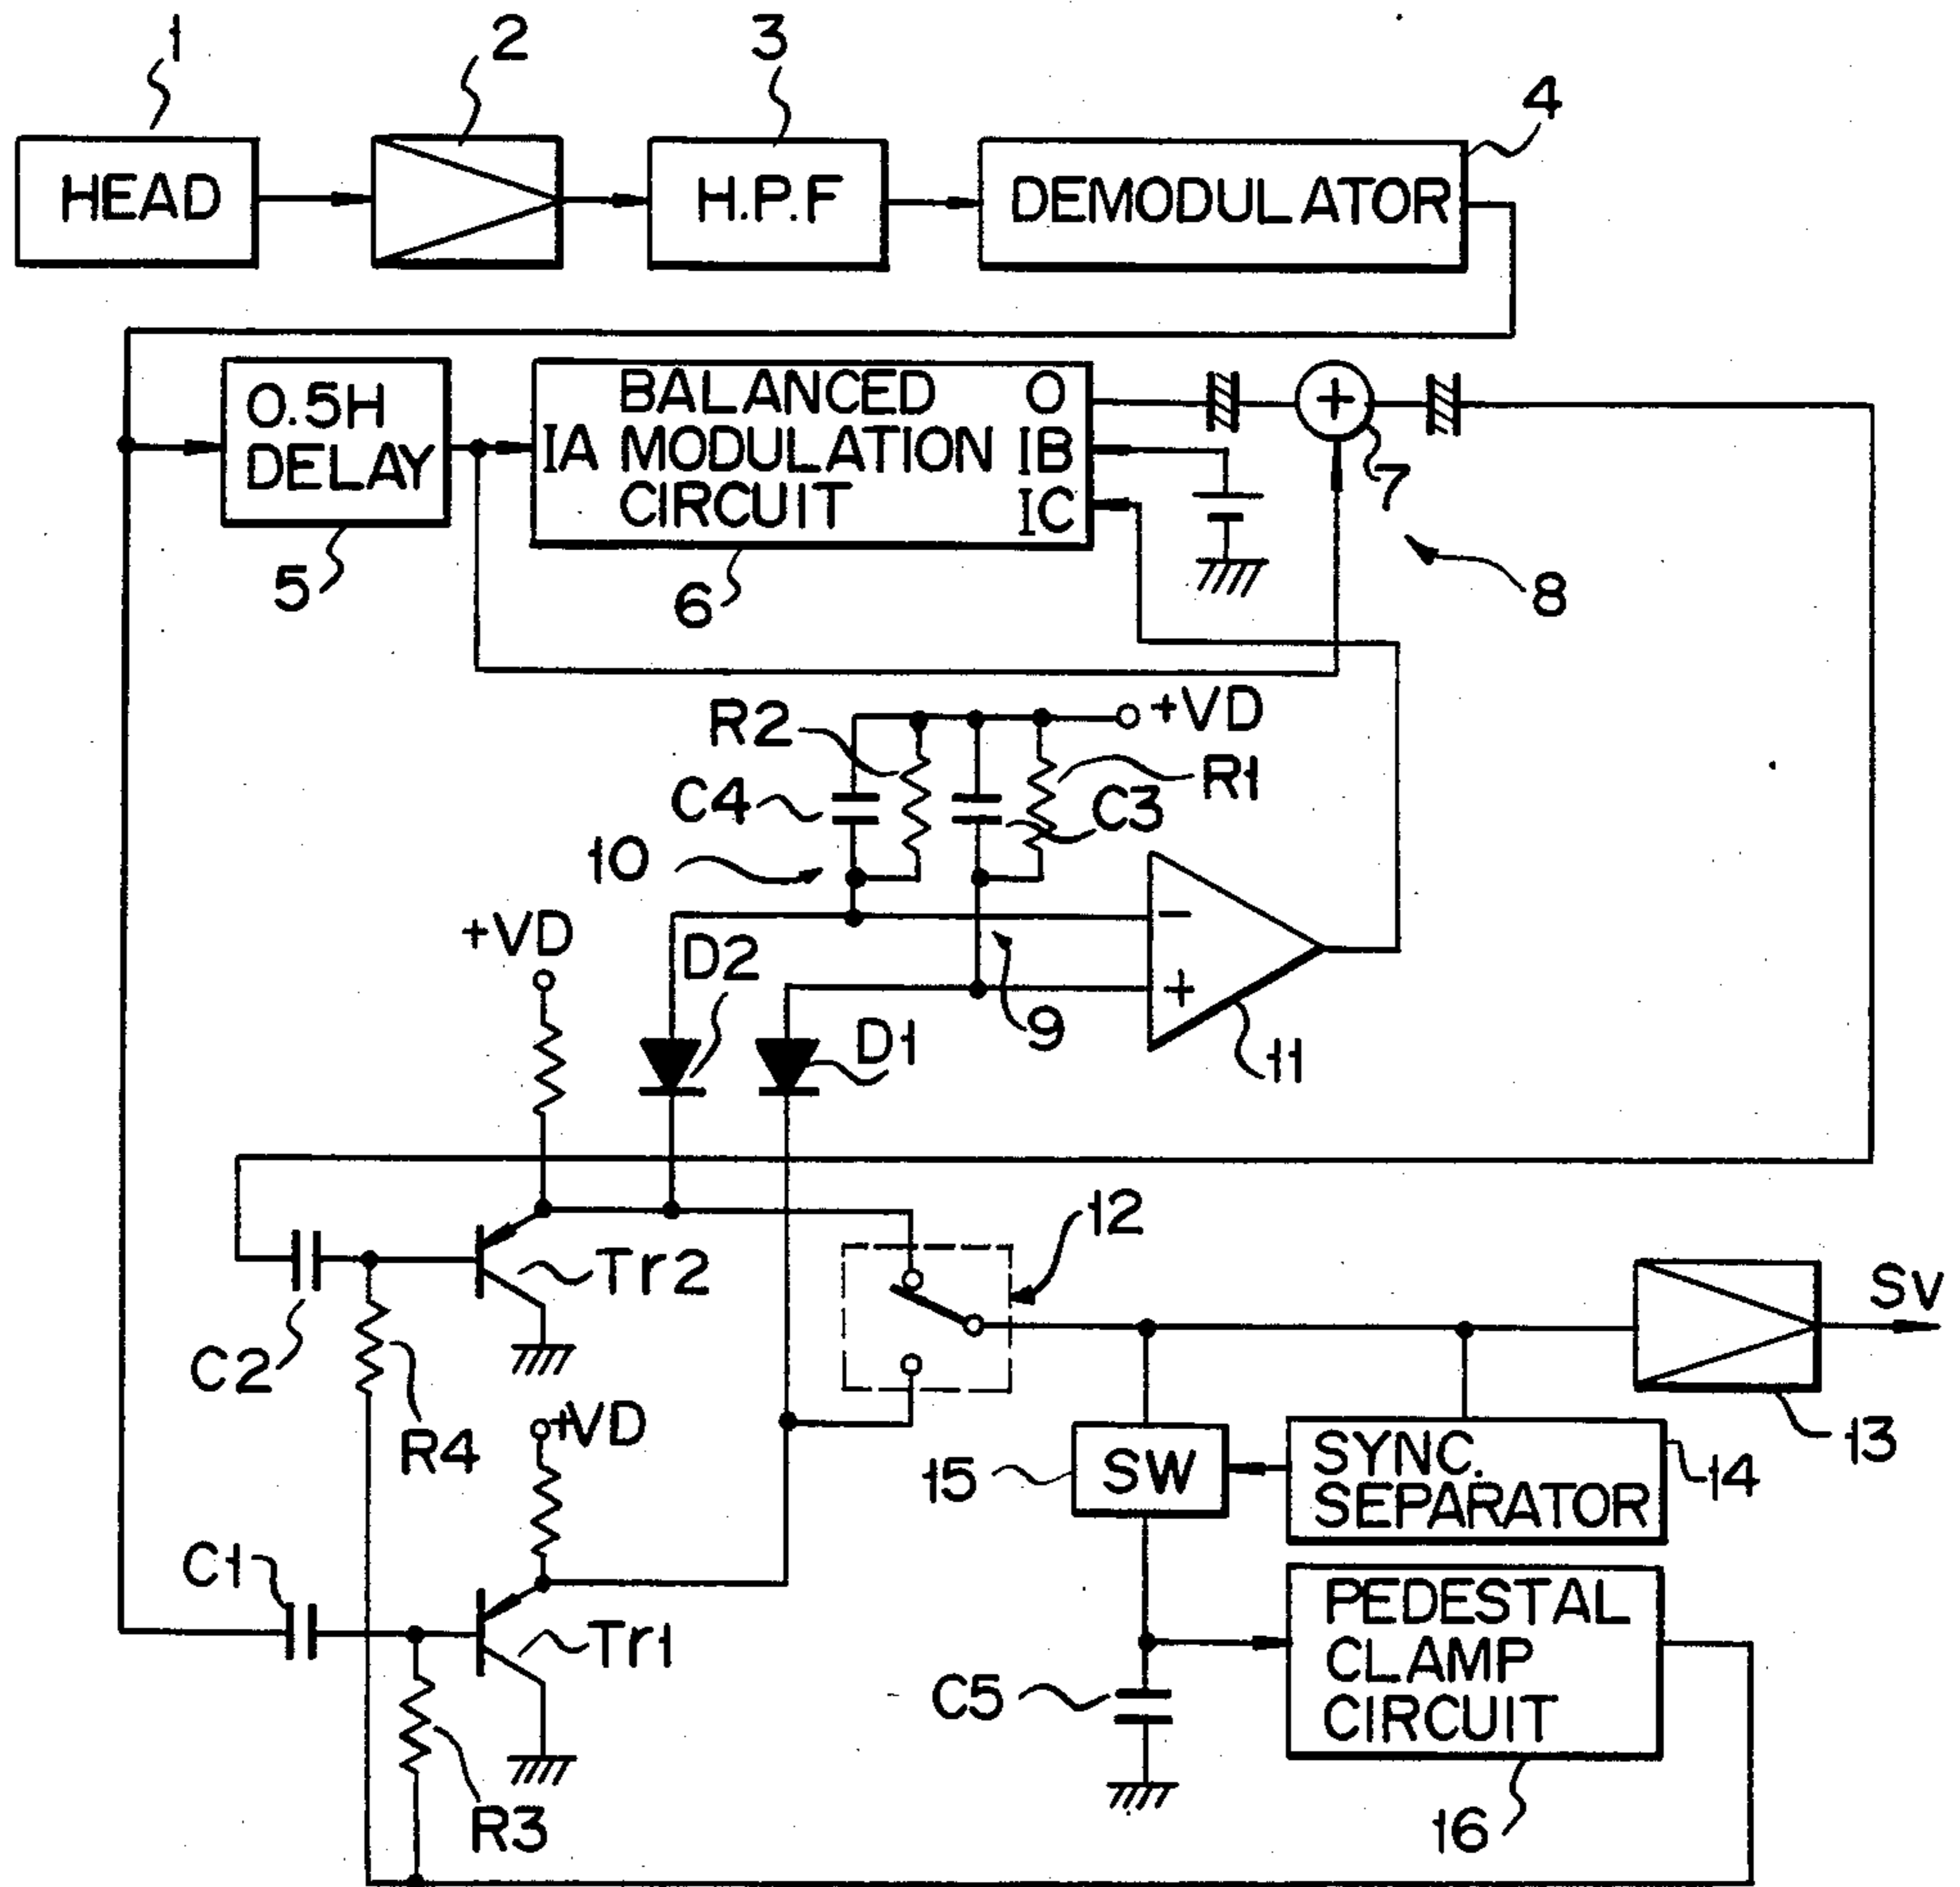 1
2
3
4
HEAD
H.P.F
DEMODULATOR
0.5H
DELAY
BALANCED
IA MODULATION
CIRCUIT
O
IB
IC
+
7
5
6
8
R2
+VD
C4
R1
C3
10
+VD
D2
-
+
D1
9
11
12
Tr2
C2
R4
SV
13
+VD
15
SW
SYNC.
SEPARATOR
14
C1
Tr1
PEDESTAL
CLAMP
CIRCUIT
C5
R3
16